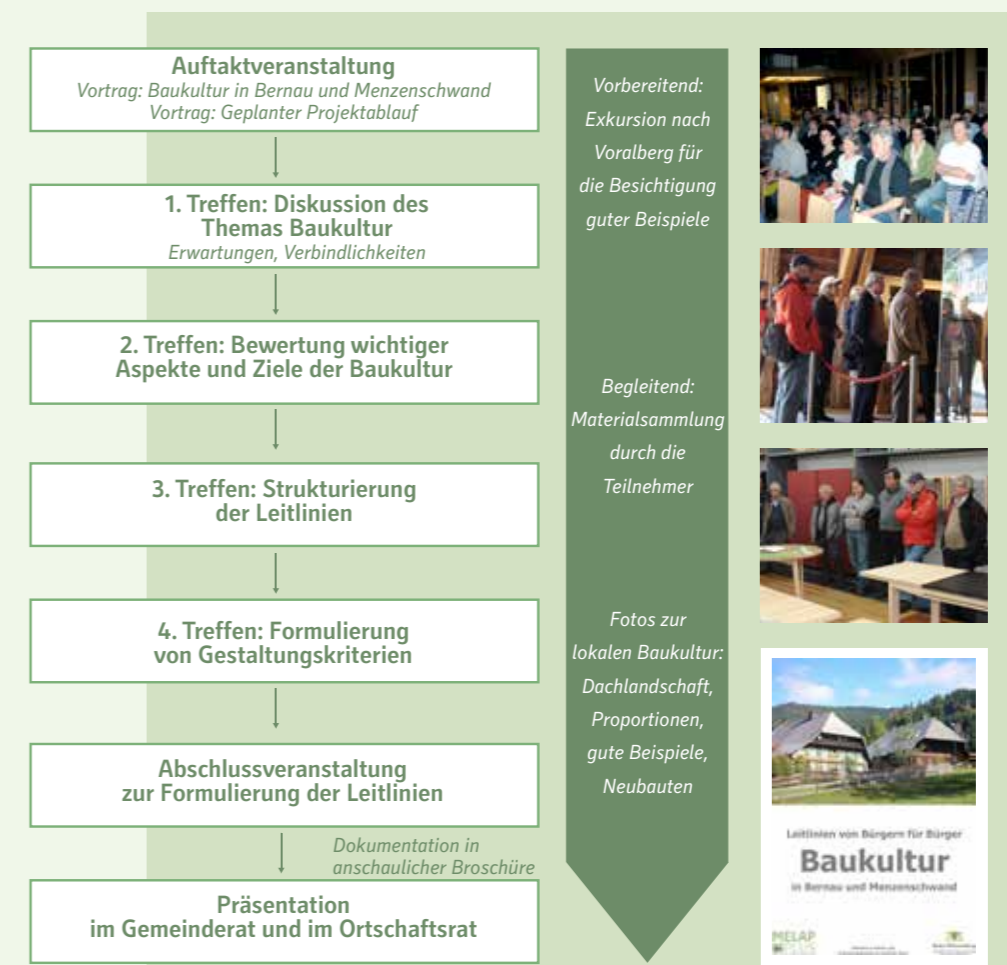 Auftaktveranstaltung
Vortrag: Baukultur in Bernau und Menzenschwand
Vortrag: Geplanter Projektablauf
1. Treffen: Diskussion des
Themas Baukultur
Erwartungen, Verbindlichkeiten
2. Treffen: Bewertung wichtiger
Aspekte und Ziele der Baukultur
3. Treffen: Strukturierung
der Leitlinien
4. Treffen: Formulierung
von Gestaltungskriterien
Abschlussveranstaltung
zur Formulierung der Leitlinien
Dokumentation in
anschaulicher Broschüre
Präsentation
im Gemeinderat und im Ortschaftsrat
Vorbereitend:
Exkursion nach
Voralberg für
die Besichtigung
guter Beispiele
Begleitend:
Materialsammlung
durch die
Teilnehmer
Fotos zur
lokalen Baukultur:
Dachlandschaft,
Proportionen,
gute Beispiele,
Neubauten
Leitlinien von Bürgern für Bürger
Baukultur
in Bernau und Menzenschwand
MELAP
PLUS